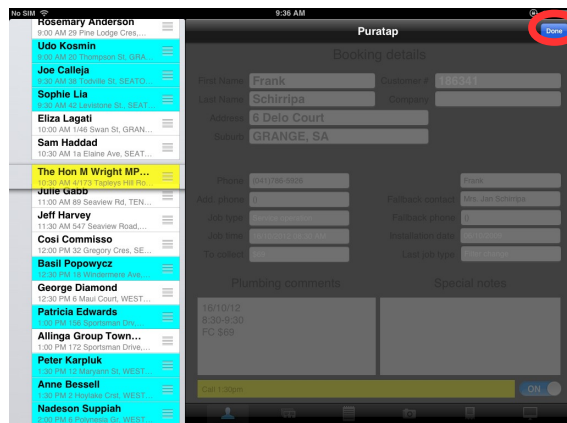 No SIM
9:36 AM
Puratap
Done
Rosemary Anderson
9:00 AM 29 Pine Lodge Cres,...
Udo Kosmin
9:00 AM 20 Thompson St, GRA...
Joe Calleja
9:30 AM 38 Todville St, SEATO...
Sophie Lia
9:30 AM 42 Levistone St., SEAT...
Eliza Lagati
10:00 AM 1/46 Swan St, GRAN...
Sam Haddad
10:30 AM 1a Elaine Ave, SEAT...
The Hon M Wright MP...
10:30 AM 4/173 Tapleys Hill Ro...
Julie Gabb
11:00 AM 89 Seaview Rd, TEN...
Jeff Harvey
11:30 AM 547 Seaview Road,...
Cosi Commisso
12:00 PM 32 Gregory Cres, SE...
Basil Popowycz
12:30 PM 18 Windermere Ave,...
George Diamond
12:30 PM 6 Maui Court, WEST...
Patricia Edwards
1:00 PM 156 Sportsman Drv,...
Allinga Group Town...
1:00 PM 172 Sportsman Drive,...
Peter Karpluk
1:30 PM 12 Maryann St, WEST...
Anne Bessell
1:30 PM 2 Hoylake Crst, WEST...
Nadeson Suppiah
2:00 PM 6 Polynesia Gr, WEST...
Booking details
First Name Frank
Customer # 186341
Last Name Schirripa
Company
Address 6 Delo Court
Suburb GRANGE, SA
Phone (041)786-5926
Frank
Add. phone ()
Fallback contact Mrs. Jan Schirripa
Job type
Fallback phone ()
Job time
Installation date
To collect
Last job type
Plumbing comments
Special notes
16/10/12
8:30-9:30
FC $69
Call 1:30pm
ON